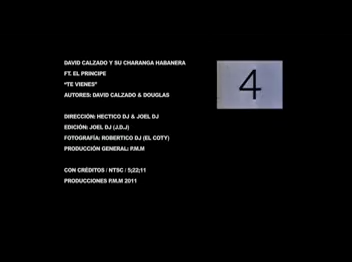 DAVID CALZADO Y SU CHARANGA HABANERA
FT. EL PRINCIPE
“TE VIENES”
AUTORES: DAVID CALZADO & DOUGLAS
DIRECCIÓN: HECTICO DJ & JOEL DJ
EDICIÓN: JOEL DJ (J.D.J)
FOTOGRAFÍA: ROBERTICO DJ (EL COTY)
PRODUCCIÓN GENERAL: P.M.M
CON CRÉDITOS / NTSC / 5;22;11
PRODUCCIONES P.M.M 2011
4